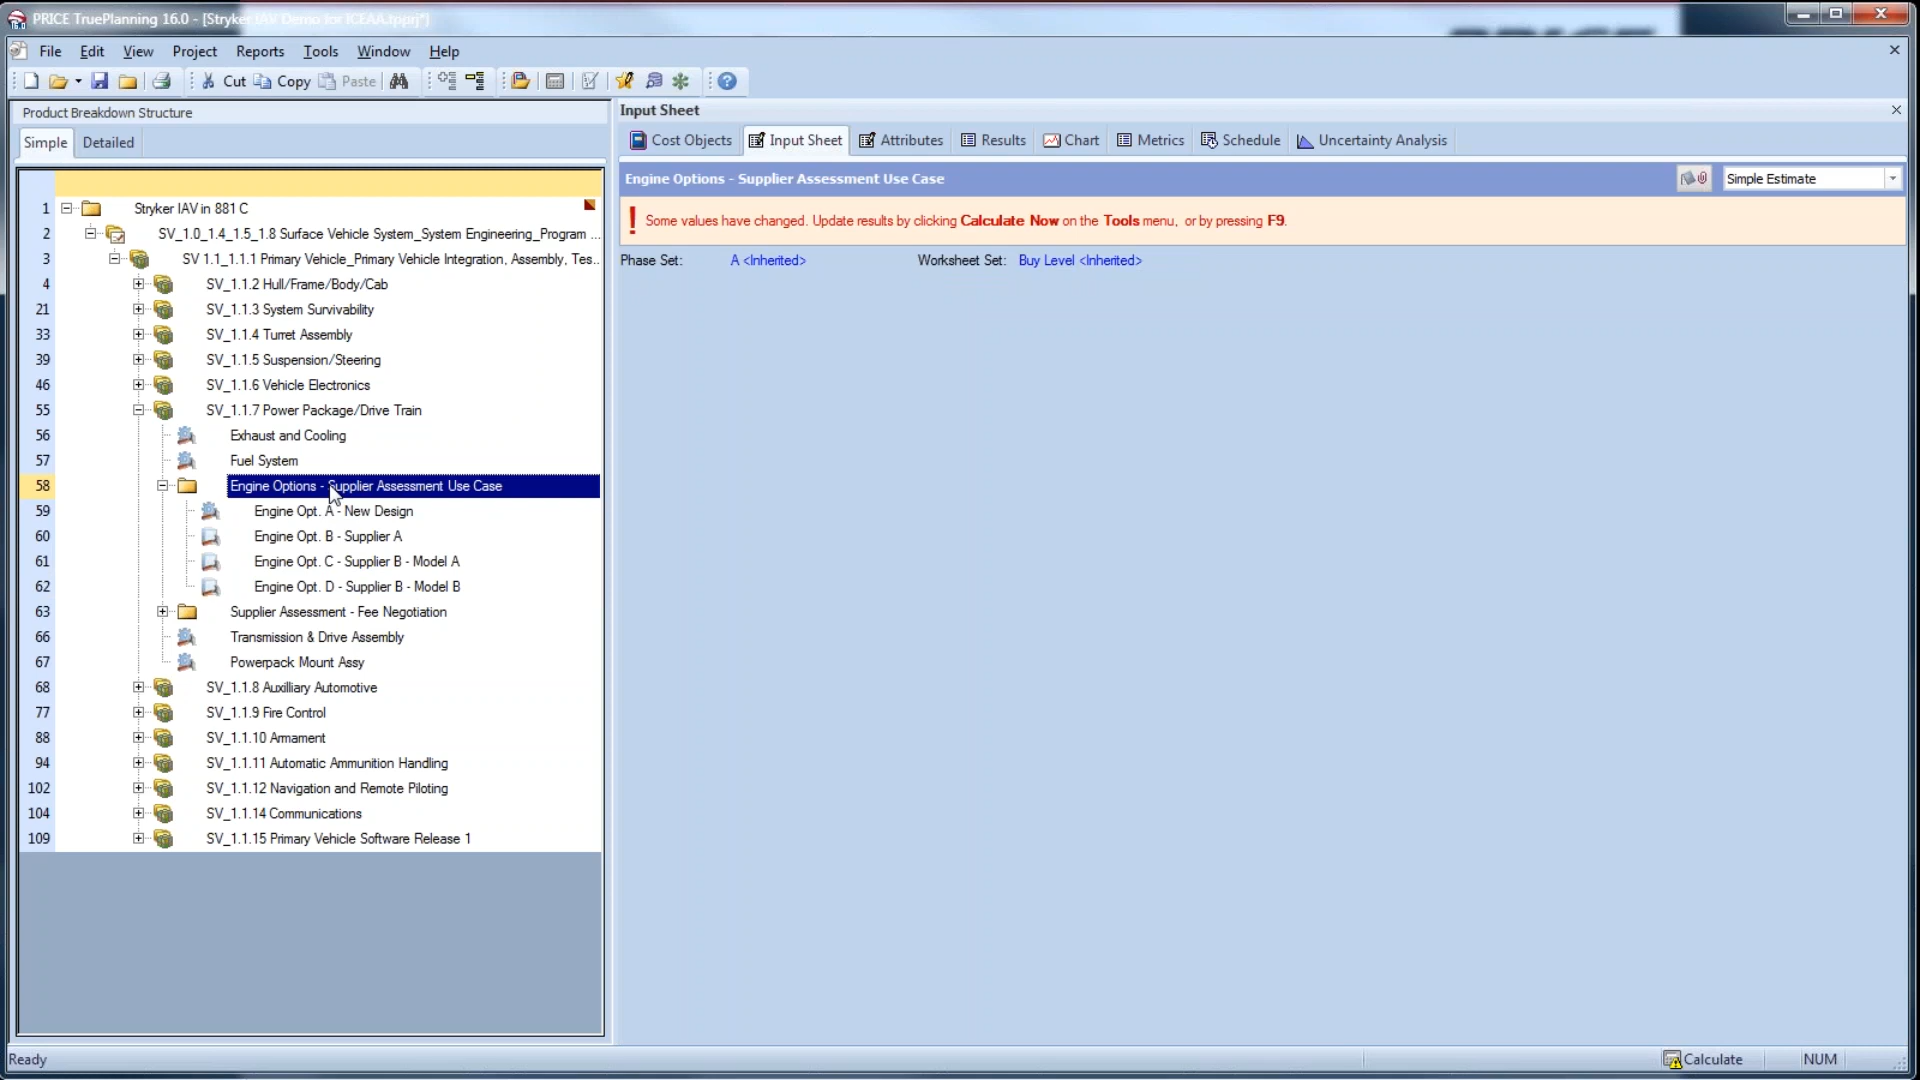 PRICE TruePlanning 16.0 - [Stryker IAV Demo for ICEAA.tpprj*]
File Edit View Project Reports Tools Window Help
Cut Copy Paste
Product Breakdown Structure
Simple Detailed
1 Stryker IAV in 881 C
2 SV_1.0_1.4_1.5_1.8 Surface Vehicle System_System Engineering_Program ...
3 SV 1.1_1.1.1 Primary Vehicle_Primary Vehicle Integration, Assembly, Tes...
4 SV_1.1.2 Hull/Frame/Body/Cab
21 SV_1.1.3 System Survivability
33 SV_1.1.4 Turret Assembly
39 SV_1.1.5 Suspension/Steering
46 SV_1.1.6 Vehicle Electronics
55 SV_1.1.7 Power Package/Drive Train
56 Exhaust and Cooling
57 Fuel System
58 Engine Options - Supplier Assessment Use Case
59 Engine Opt. A - New Design
60 Engine Opt. B - Supplier A
61 Engine Opt. C - Supplier B - Model A
62 Engine Opt. D - Supplier B - Model B
63 Supplier Assessment - Fee Negotiation
66 Transmission & Drive Assembly
67 Powerpack Mount Assy
68 SV_1.1.8 Auxilliary Automotive
77 SV_1.1.9 Fire Control
88 SV_1.1.10 Armament
94 SV_1.1.11 Automatic Ammunition Handling
102 SV_1.1.12 Navigation and Remote Piloting
104 SV_1.1.14 Communications
109 SV_1.1.15 Primary Vehicle Software Release 1
Input Sheet
Cost Objects Input Sheet Attributes Results Chart Metrics Schedule Uncertainty Analysis
Engine Options - Supplier Assessment Use Case Simple Estimate
Some values have changed. Update results by clicking Calculate Now on the Tools menu, or by pressing F9.
Phase Set: A <Inherited> Worksheet Set: Buy Level <Inherited>
Ready Calculate NUM